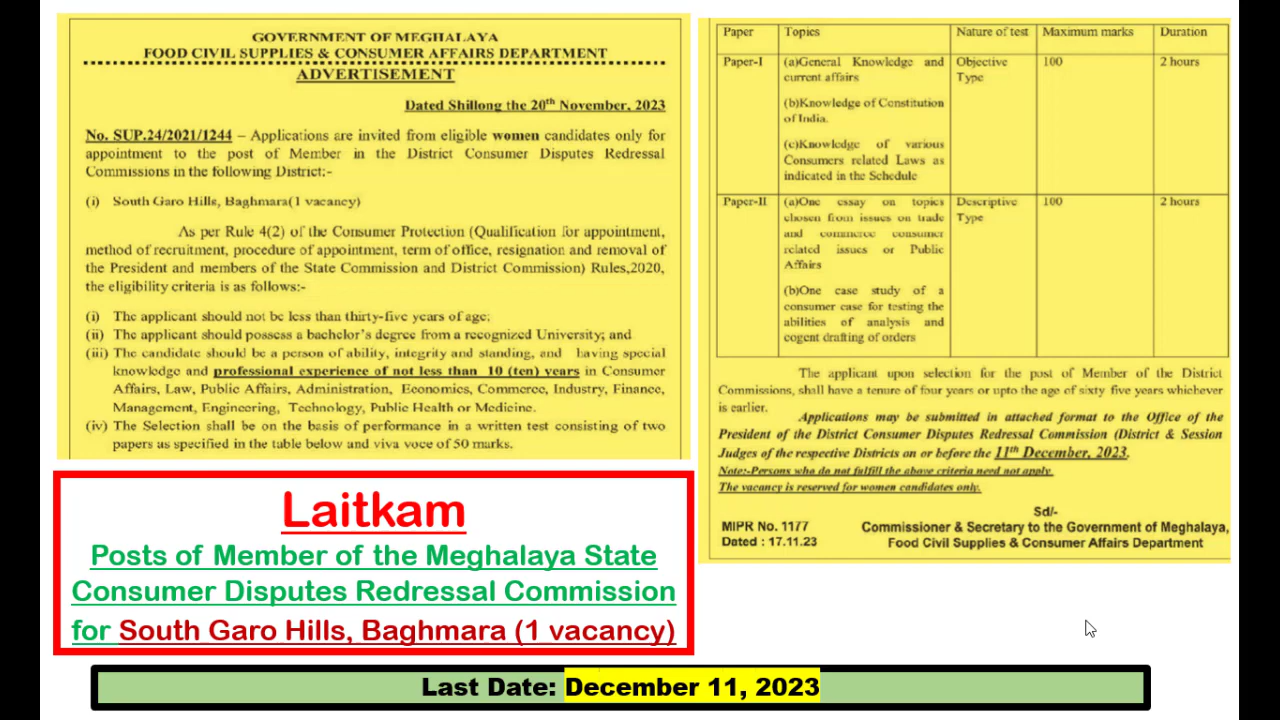 GOVERNMENT OF MEGHALAYA
FOOD CIVIL SUPPLIES & CONSUMER AFFAIRS DEPARTMENT
ADVERTISEMENT
Dated Shillong the 20th November, 2023
No. SUP.24/2021/1244 – Applications are invited from eligible women candidates only for
appointment to the post of Member in the District Consumer Disputes Redressal
Commissions in the following District:-
(i) South Garo Hills, Baghmara(1 vacancy)
As per Rule 4(2) of the Consumer Protection (Qualification for appointment,
method of recruitment, procedure of appointment, term of office, resignation and removal of
the President and members of the State Commission and District Commission) Rules,2020,
the eligibility criteria is as follows:-
(i) The applicant should not be less than thirty-five years of age;
(ii) The applicant should possess a bachelor's degree from a recognized University; and
(iii) The candidate should be a person of ability, integrity and standing, and having special
knowledge and professional experience of not less than 10 (ten) years in Consumer
Affairs, Law, Public Affairs, Administration, Economics, Commerce, Industry, Finance,
Management, Engineering, Technology, Public Health or Medicine.
(iv) The Selection shall be on the basis of performance in a written test consisting of two
papers as specified in the table below and viva voce of 50 marks.
Laitkam
Posts of Member of the Meghalaya State
Consumer Disputes Redressal Commission
for South Garo Hills, Baghmara (1 vacancy)
Paper Topics Nature of test Maximum marks Duration
Paper-I (a)General Knowledge and Objective 100 2 hours
current affairs Type
(b)Knowledge of Constitution
of India.
(c)Knowledge of various
Consumers related Laws as
indicated in the Schedule
Paper-II (a)One essay on topics Descriptive 100 2 hours
chosen from issues on trade Type
and commerce consumer
related issues or Public
Affairs
(b)One case study of a
consumer case for testing the
abilities of analysis and
cogent drafting of orders
The applicant upon selection for the post of Member of the District
Commissions, shall have a tenure of four years or upto the age of sixty five years whichever
is earlier.
Applications may be submitted in attached format to the Office of the
President of the District Consumer Disputes Redressal Commission (District & Session
Judges of the respective Districts on or before the 11th December, 2023.
Note:-Persons who do not fulfill the above criteria need not apply.
The vacancy is reserved for women candidates only.
Sd/-
MIPR No. 1177 Commissioner & Secretary to the Government of Meghalaya,
Dated : 17.11.23 Food Civil Supplies & Consumer Affairs Department
Last Date: December 11, 2023